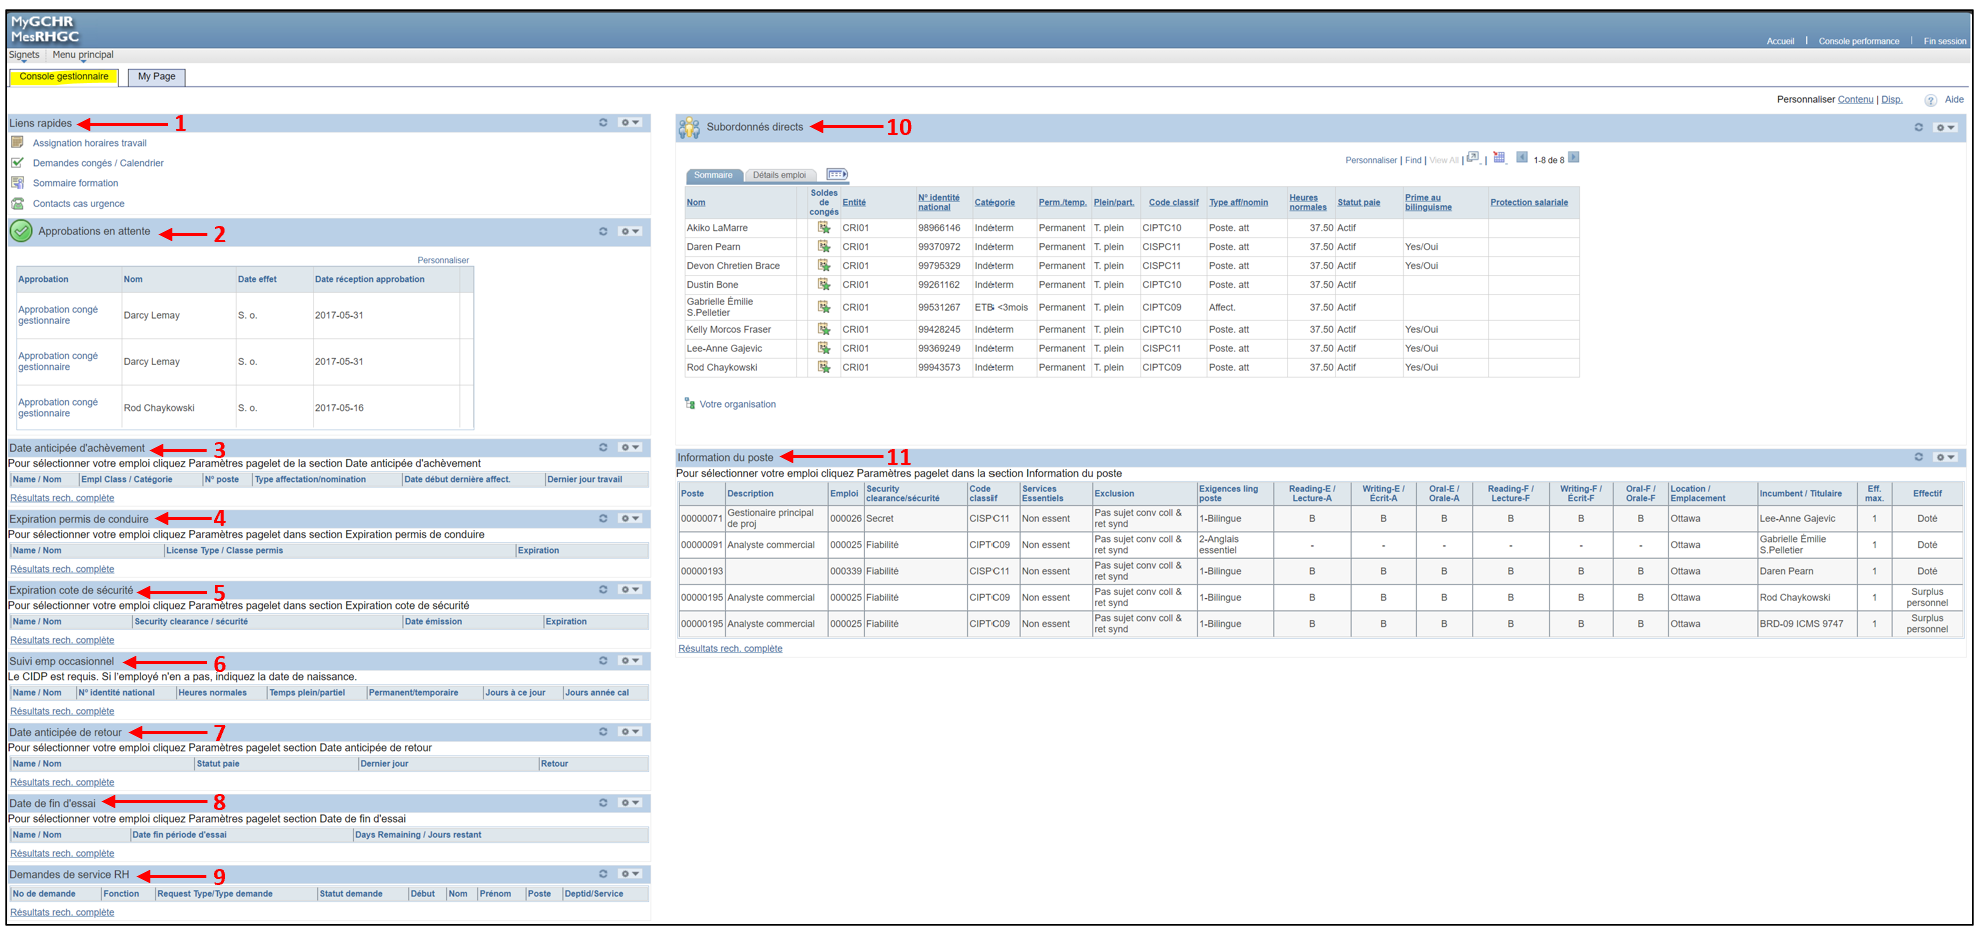 MyGCHR
MesRHGC
Accueil | Console performance | Fin session
Signets Menu principal
Console gestionnaire My Page
Personnaliser Contenu | Disp. ? Aide
Liens rapides 1
Assignation horaires travail
Demandes congés / Calendrier
Sommaire formation
Contacts cas urgence
Approbations en attente 2
Personnaliser
Approbation Nom Date effet Date réception approbation
Approbation congé gestionnaire Darcy Lemay S. o. 2017-05-31
Approbation congé gestionnaire Darcy Lemay S. o. 2017-05-31
Approbation congé gestionnaire Rod Chaykowski S. o. 2017-05-16
Date anticipée d'achèvement 3
Pour sélectionner votre emploi cliquez Paramètres pagelet de la section Date anticipée d'achèvement
Name / Nom Empl Class / Catégorie Nº poste Type affectation/nomination Date début dernière affect. Dernier jour travail
Résultats rech. complète
Expiration permis de conduire 4
Pour sélectionner votre emploi cliquez Paramètres pagelet dans section Expiration permis de conduire
Name / Nom License Type / Classe permis Expiration
Résultats rech. complète
Expiration cote de sécurité 5
Pour sélectionner votre emploi cliquez Paramètres pagelet dans section Expiration cote de sécurité
Name / Nom Security clearance / sécurité Date émission Expiration
Résultats rech. complète
Suivi emp occasionnel 6
Le CIDP est requis. Si l'employé n'en a pas, indiquez la date de naissance.
Name / Nom Nº identité national Heures normales Temps plein/partiel Permanent/temporaire Jours à ce jour Jours année cal
Résultats rech. complète
Date anticipée de retour 7
Pour sélectionner votre emploi cliquez Paramètres pagelet section Date anticipée de retour
Name / Nom Statut paie Dernier jour Retour
Résultats rech. complète
Date de fin d'essai 8
Pour sélectionner votre emploi cliquez Paramètres pagelet section Date de fin d'essai
Name / Nom Date fin période d'essai Days Remaining / Jours restant
Résultats rech. complète
Demandes de service RH 9
No de demande Fonction Request Type/Type demande Statut demande Début Nom Prénom Poste Deptid/Service
Résultats rech. complète
Subordonnés directs 10
Personnaliser | Find | View All | | 1-8 de 8
Sommaire Détails emploi
Nom Soldes de congés Entité Nº identité national Catégorie Perm./temp. Plein/part. Code classif Type aff/nomin Heures normales Statut paie Prime au bilinguisme Protection salariale
Akiko LaMarre CRI01 98966146 Indéterm Permanent T. plein CIPTC10 Poste. att 37.50 Actif
Daren Pearn CRI01 99370972 Indéterm Permanent T. plein CISPC11 Poste. att 37.50 Actif Yes/Oui
Devon Chretien Brace CRI01 99795329 Indéterm Permanent T. plein CISPC11 Poste. att 37.50 Actif Yes/Oui
Dustin Bone CRI01 99261162 Indéterm Permanent T. plein CIPTC10 Poste. att 37.50 Actif
Gabrielle Émilie S.Pelletier CRI01 99531267 ETB <3mois Permanent T. plein CIPTC09 Affect. 37.50 Actif
Kelly Morcos Fraser CRI01 99428245 Indéterm Permanent T. plein CIPTC10 Poste. att 37.50 Actif Yes/Oui
Lee-Anne Gajevic CRI01 99369249 Indéterm Permanent T. plein CISPC11 Poste. att 37.50 Actif Yes/Oui
Rod Chaykowski CRI01 99943573 Indéterm Permanent T. plein CIPTC09 Poste. att 37.50 Actif Yes/Oui
Votre organisation
Information du poste 11
Pour sélectionner votre emploi cliquez Paramètres pagelet dans la section Information du poste
Poste Description Emploi Security clearance/sécurité Code classif Services Essentiels Exclusion Exigences ling poste Reading-E / Lecture-A Writing-E / Écrit-A Oral-E / Orale-A Reading-F / Lecture-F Writing-F / Écrit-F Oral-F / Orale-F Location / Emplacement Incumbent / Titulaire Eff. max. Effectif
00000071 Gestionaire principal de proj 000026 Secret CISPC11 Non essent Pas sujet conv coll & ret synd 1-Bilingue B B B B B B Ottawa Lee-Anne Gajevic 1 Doté
00000091 Analyste commercial 000025 Fiabilité CIPTC09 Non essent Pas sujet conv coll & ret synd 2-Anglais essentiel - - - - - - Ottawa Gabrielle Émilie S.Pelletier 1 Doté
00000193 000339 Fiabilité CISPC11 Non essent Pas sujet conv coll & ret synd 1-Bilingue B B B B B B Ottawa Daren Pearn 1 Doté
00000195 Analyste commercial 000025 Fiabilité CIPTC09 Non essent Pas sujet conv coll & ret synd 1-Bilingue B B B B B B Ottawa Rod Chaykowski 1 Surplus personnel
00000195 Analyste commercial 000025 Fiabilité CIPTC09 Non essent Pas sujet conv coll & ret synd 1-Bilingue B B B B B B Ottawa BRD-09 ICMS 9747 1 Surplus personnel
Résultats rech. complète